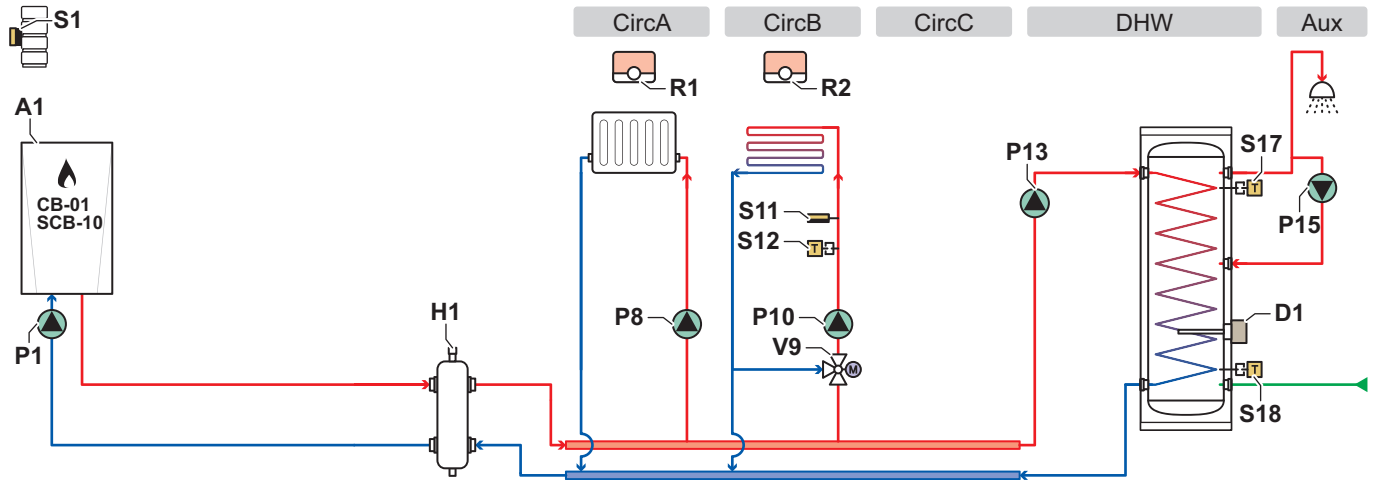 S1
CircA
CircB
CircC
DHW
Aux
R1
R2
A1
CB-01
SCB-10
P13
S17
T
S11
S12
T
P15
H1
P8
P10
D1
P1
V9
M
T
S18